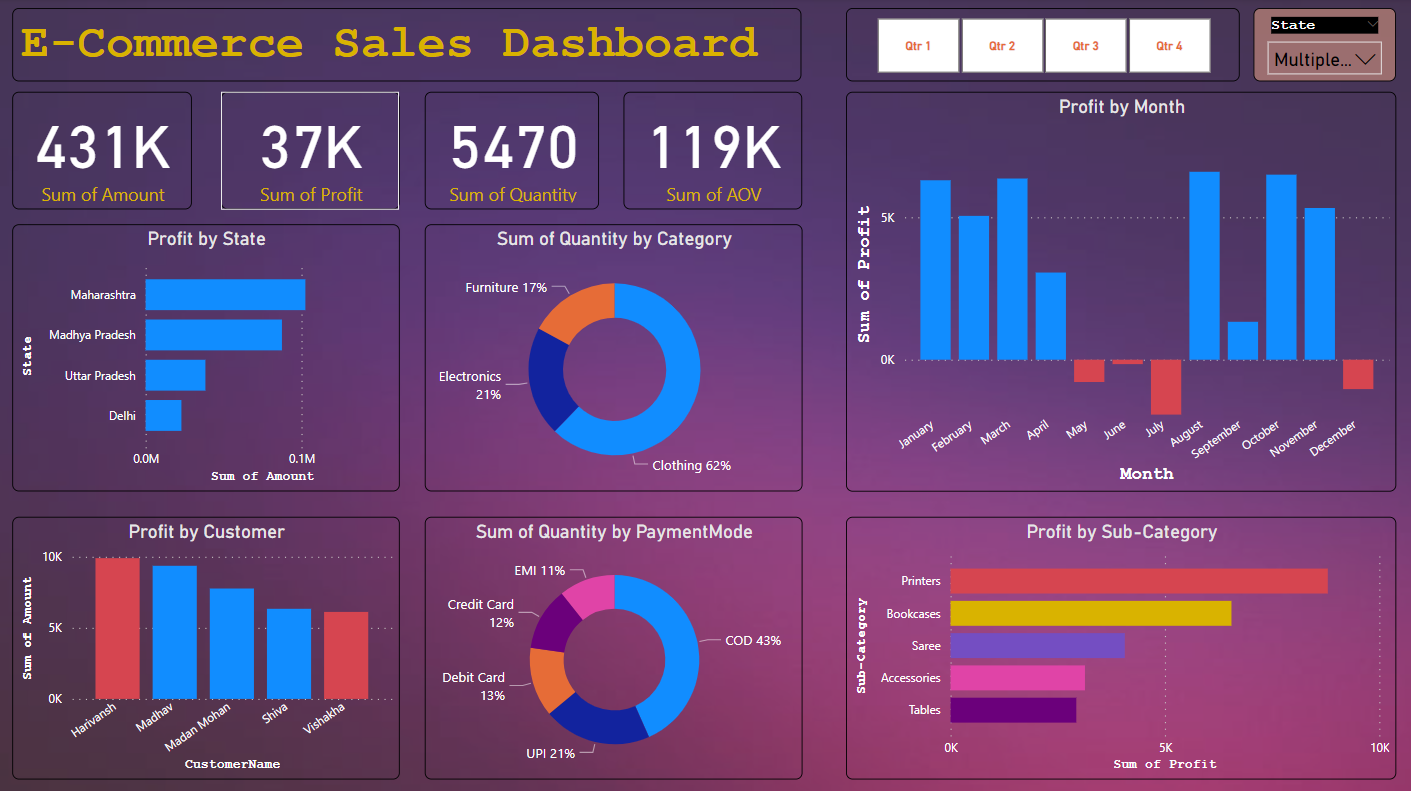 E-Commerce Sales Dashboard
Qtr 1
Qtr 2
Qtr 3
Qtr 4
State
Multiple...
431K
Sum of Amount
37K
Sum of Profit
5470
Sum of Quantity
119K
Sum of AOV
Profit by Month
Sum of Profit
5K
0K
January
February
March
April
May
June
July
August
September
October
November
December
Month
Profit by State
State
Maharashtra
Madhya Pradesh
Uttar Pradesh
Delhi
0.0M
0.1M
Sum of Amount
Sum of Quantity by Category
Furniture 17%
Electronics
21%
Clothing 62%
Profit by Customer
Sum of Amount
10K
5K
0K
Harivansh
Madhav
Madan Mohan
Shiva
Vishakha
CustomerName
Sum of Quantity by PaymentMode
EMI 11%
Credit Card
12%
COD 43%
Debit Card
13%
UPI 21%
Profit by Sub-Category
Sub-Category
Printers
Bookcases
Saree
Accessories
Tables
0K
5K
10K
Sum of Profit